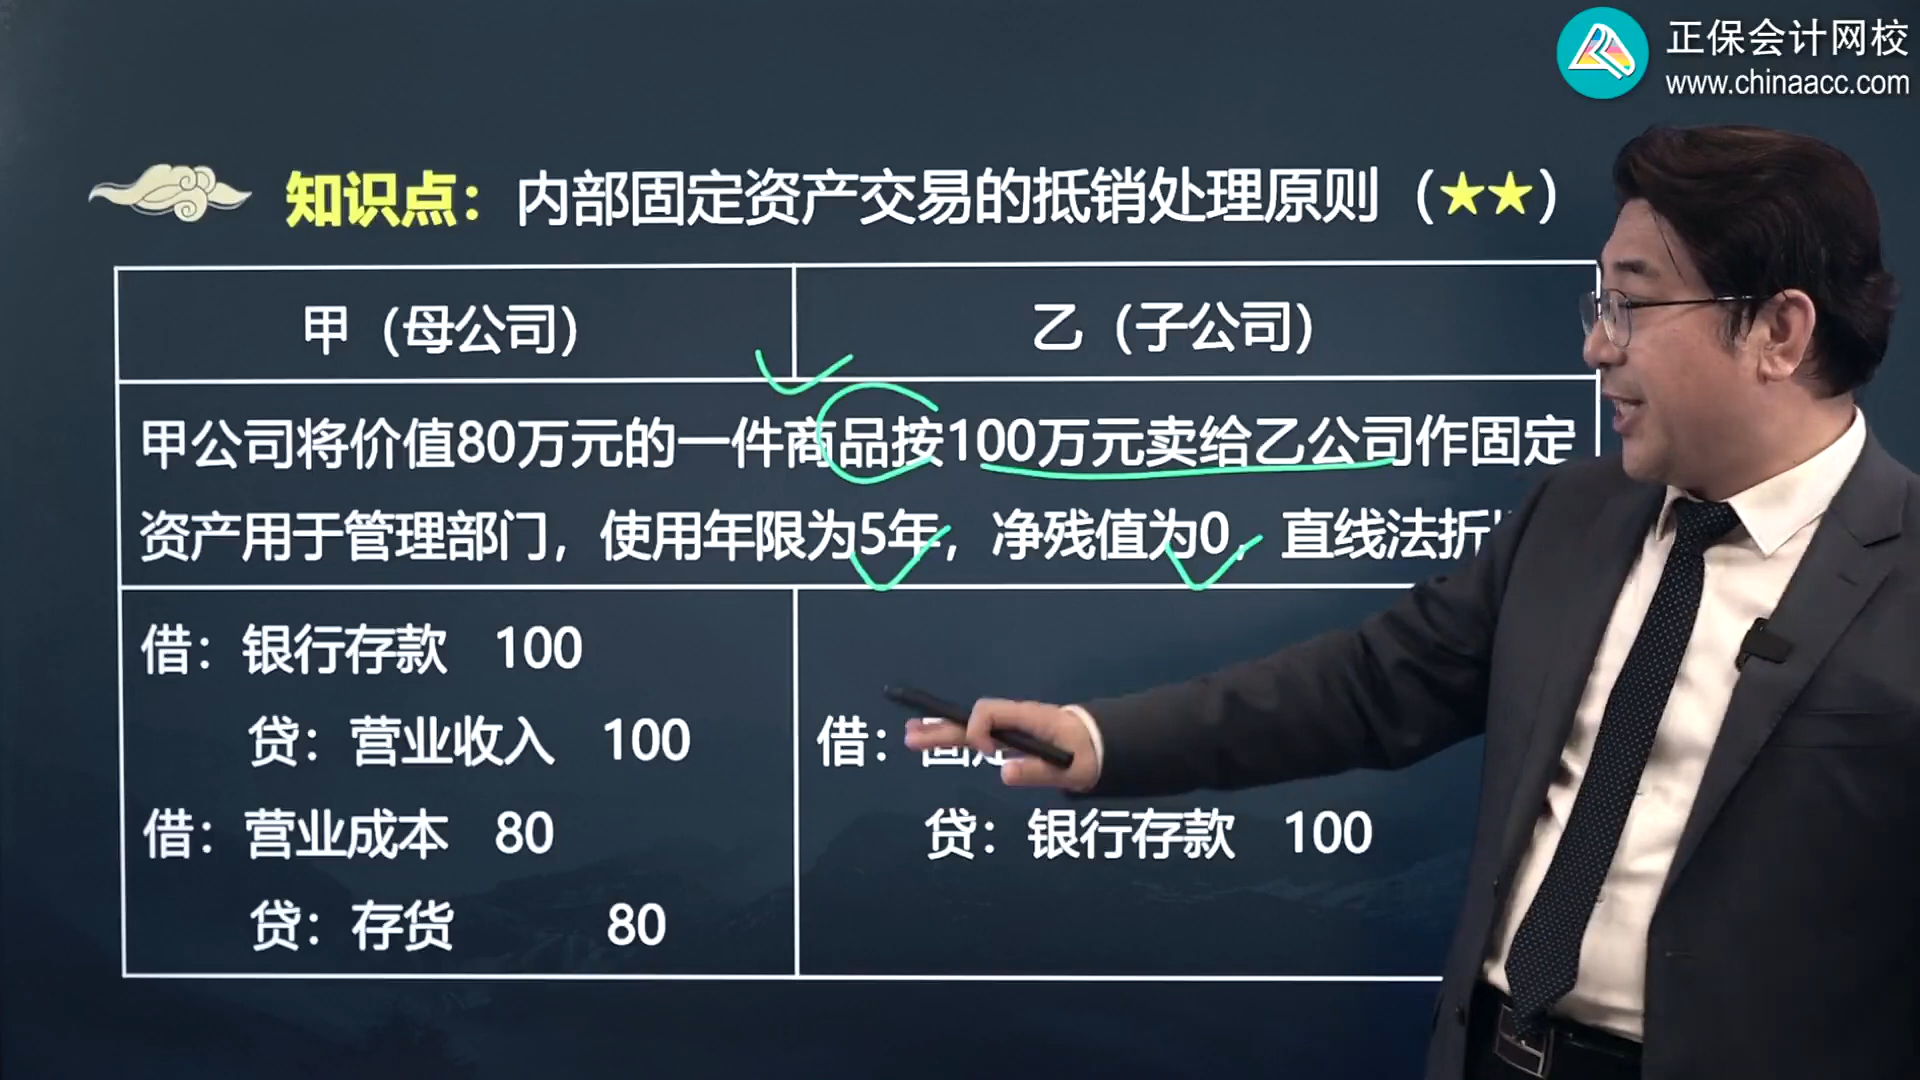 正保会计网校
www.chinaacc.com
知识点：内部固定资产交易的抵销处理原则（★★）
甲（母公司）
乙（子公司）
甲公司将价值80万元的一件商品按100万元卖给乙公司作固定
资产用于管理部门，使用年限为5年，净残值为0，直线法折
借：银行存款 100
贷：营业收入 100
借：营业成本 80
贷：存货 80
借：固定
贷：银行存款 100